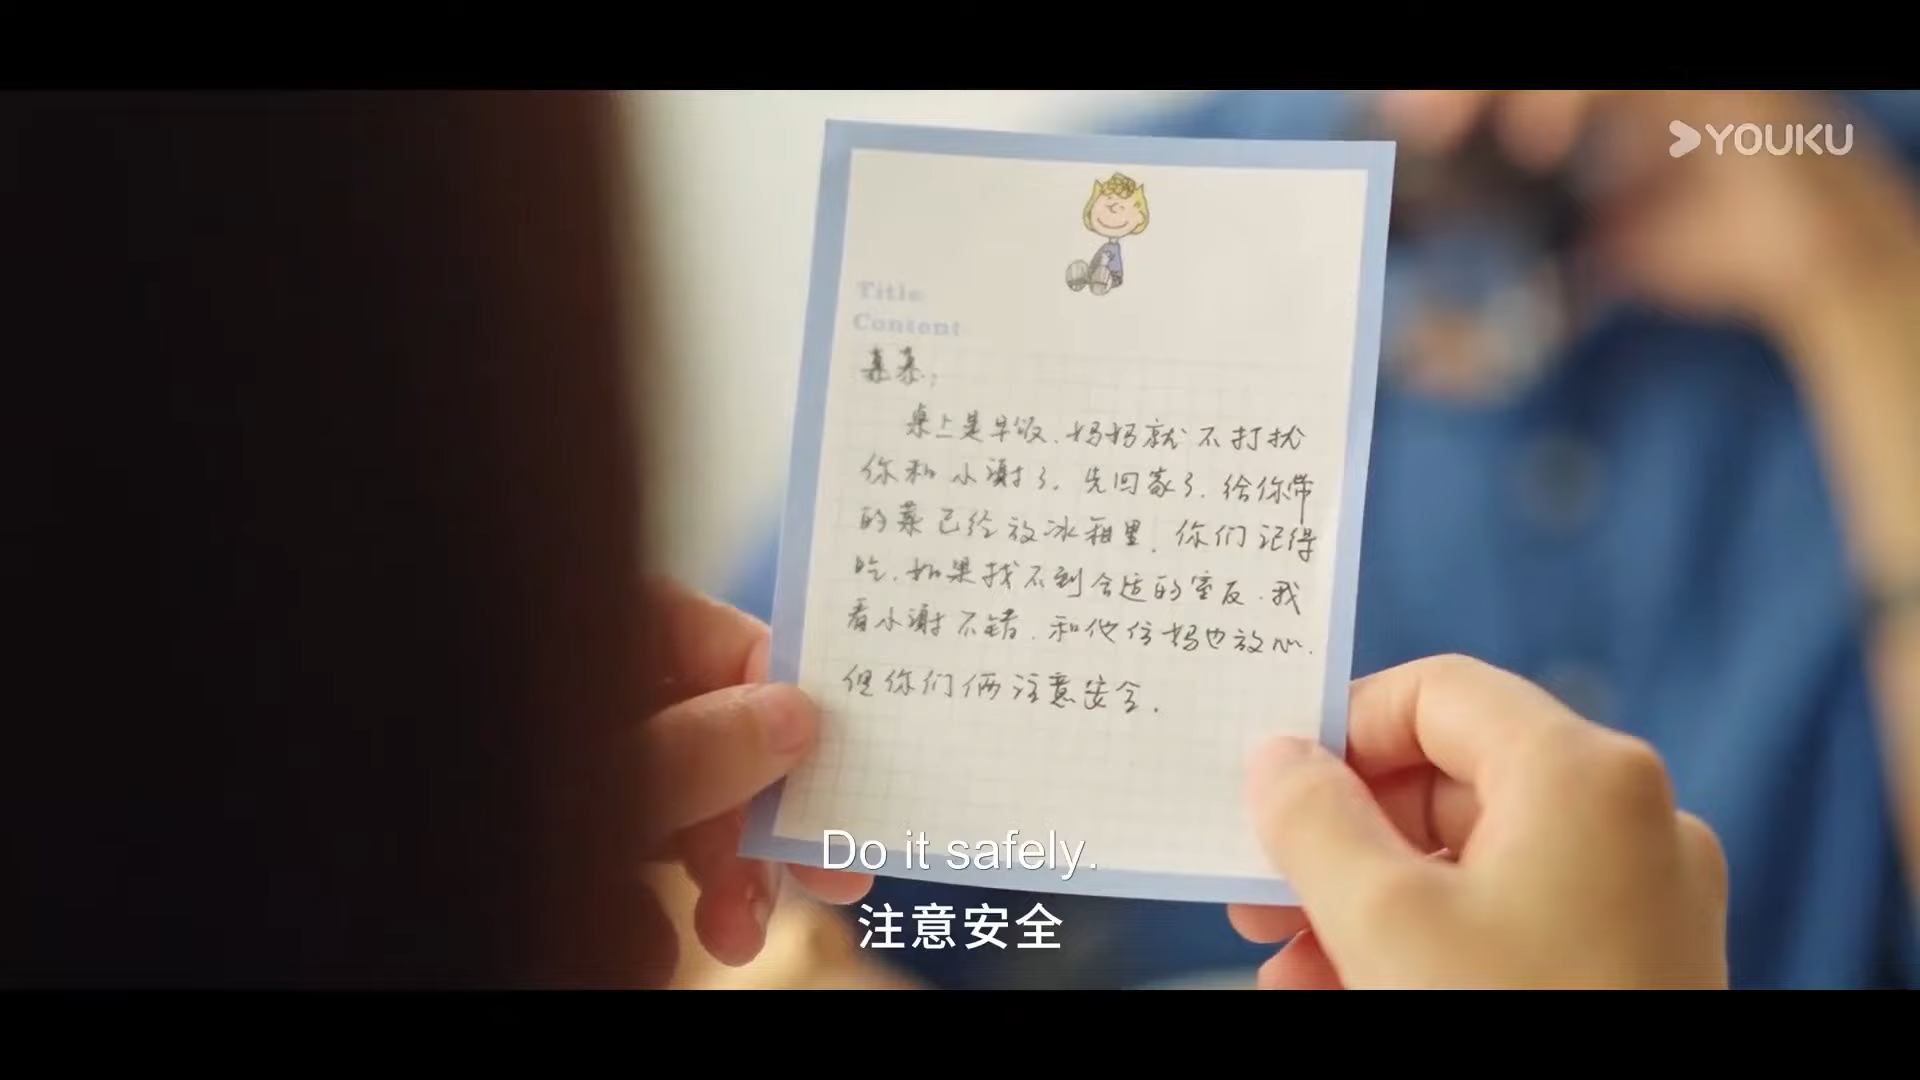 YOUKU
Title
Content
慕慕：
桌上是早饭，妈妈就不打扰
你和小谢了，先回家了，给你带
的菜已经放冰箱里，你们记得
吃，如果找不到合适的室友，我
看小谢不错，和他住妈也放心，
但你们俩注意安全。
Do it safely.
注意安全